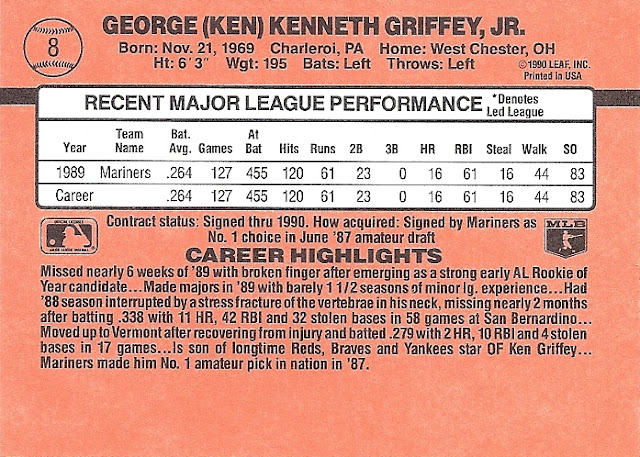 8
GEORGE (KEN) KENNETH GRIFFEY, JR.
Born: Nov. 21, 1969 Charleroi, PA Home: West Chester, OH
Ht: 6'3" Wgt: 195 Bats: Left Throws: Left
©1990 LEAF, INC.
Printed in USA
RECENT MAJOR LEAGUE PERFORMANCE *Denotes
Led League
Year Team Name Bat. Avg. Games At Bat Hits Runs 2B 3B HR RBI Steal Walk SO
1989 Mariners .264 127 455 120 61 23 0 16 61 16 44 83
Career .264 127 455 120 61 23 0 16 61 16 44 83
Contract status: Signed thru 1990. How acquired: Signed by Mariners as
No. 1 choice in June '87 amateur draft
MLB
CAREER HIGHLIGHTS
Missed nearly 6 weeks of '89 with broken finger after emerging as a strong early AL Rookie of
Year candidate...Made majors in '89 with barely 1 1/2 seasons of minor lg. experience...Had
'88 season interrupted by a stress fracture of the vertebrae in his neck, missing nearly 2 months
after batting .338 with 11 HR, 42 RBI and 32 stolen bases in 58 games at San Bernardino...
Moved up to Vermont after recovering from injury and batted .279 with 2 HR, 10 RBI and 4 stolen
bases in 17 games...Is son of longtime Reds, Braves and Yankees star OF Ken Griffey...
Mariners made him No. 1 amateur pick in nation in '87.